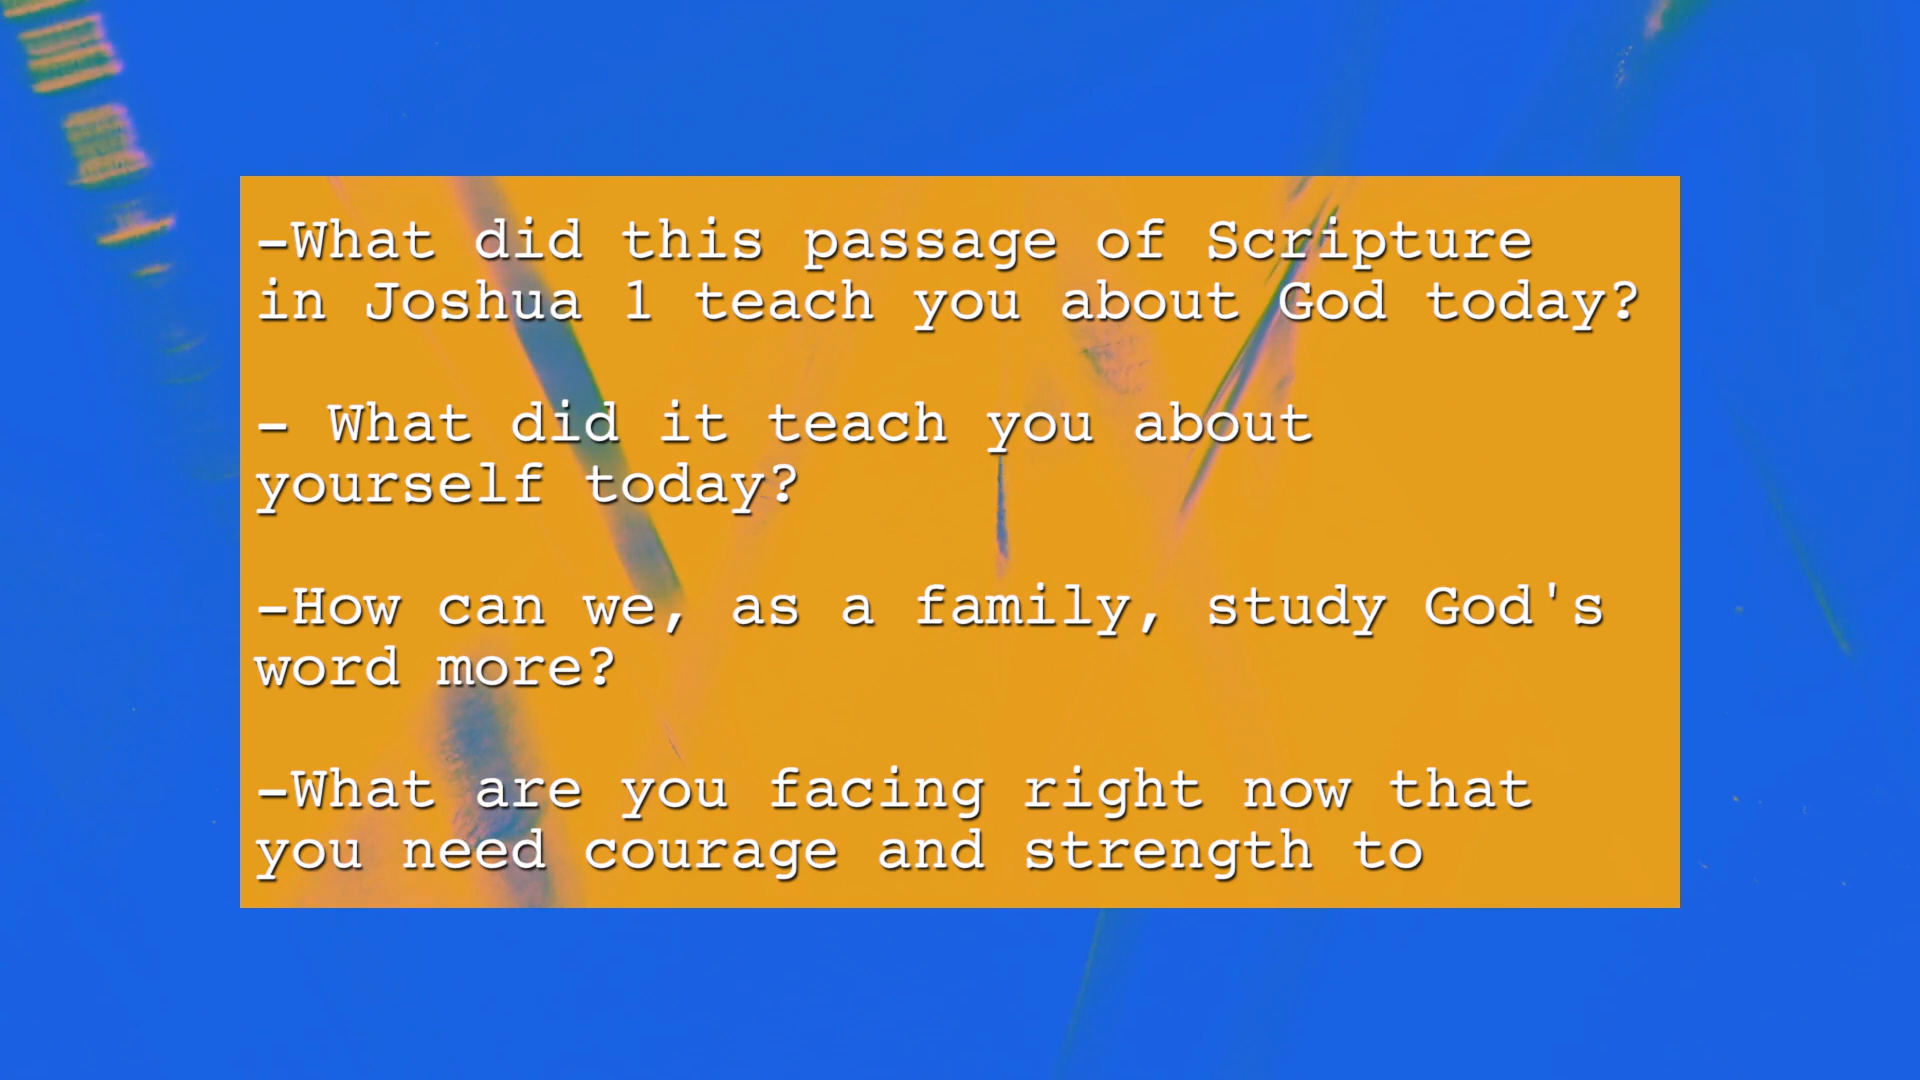 -What did this passage of Scripture
in Joshua 1 teach you about God today?
- What did it teach you about
yourself today?
-How can we, as a family, study God's
word more?
-What are you facing right now that
you need courage and strength to